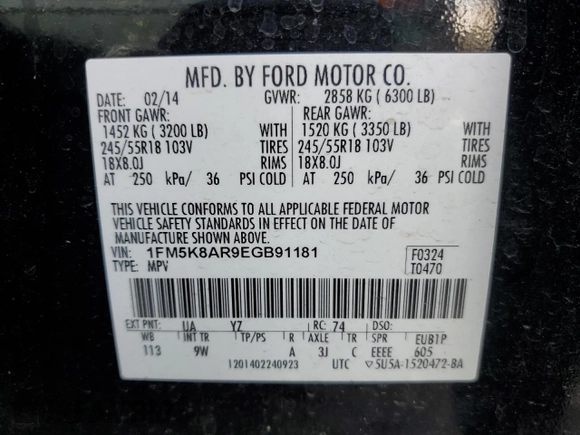 MFD. BY FORD MOTOR CO.
DATE: 02/14 GVWR: 2858 KG ( 6300 LB)
FRONT GAWR: REAR GAWR:
1452 KG ( 3200 LB) WITH 1520 KG ( 3350 LB) WITH
245/55R18 103V TIRES 245/55R18 103V TIRES
18X8.0J RIMS 18X8.0J RIMS
AT 250 kPa/ 36 PSI COLD AT 250 kPa/ 36 PSI COLD
THIS VEHICLE CONFORMS TO ALL APPLICABLE FEDERAL MOTOR
VEHICLE SAFETY STANDARDS IN EFFECT ON THE DATE OF
MANUFACTURE SHOWN ABOVE.
VIN: 1FM5K8AR9EGB91181 F0324
TYPE: MPV T0470
EXT PNT: UA YZ RC: 74 DSO:
WB INT TR TP/PS R AXLE TR SPR EUB1P
113 9W A 3J C EEEE 605
1201402240923 UTC ▽5U5A-1520472-BA